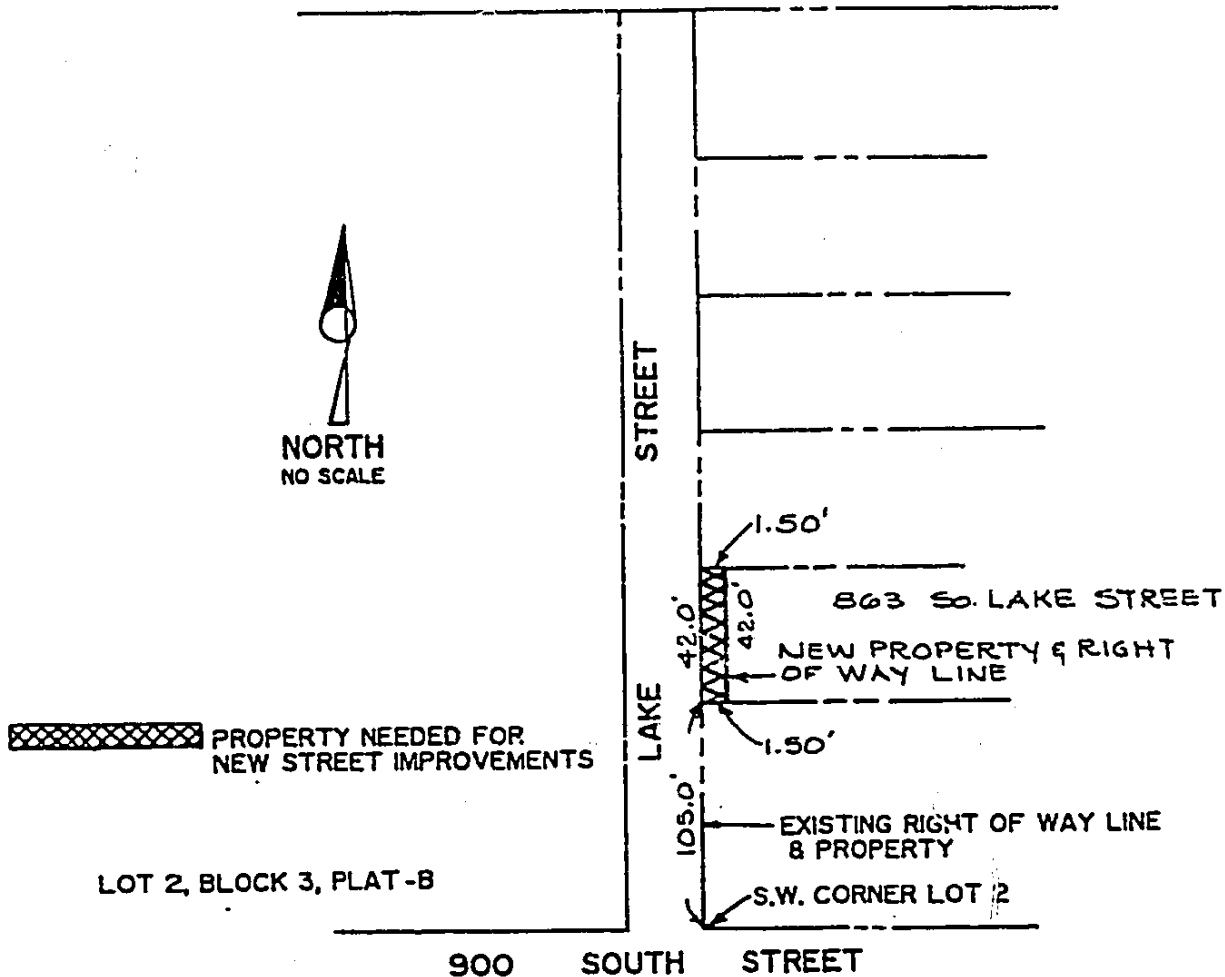 STREET
NORTH
NO SCALE
1.50'
863 So. LAKE STREET
42.0'
42.0'
NEW PROPERTY & RIGHT
OF WAY LINE
LAKE
PROPERTY NEEDED FOR
NEW STREET IMPROVEMENTS
1.50'
105.0'
EXISTING RIGHT OF WAY LINE
& PROPERTY
LOT 2, BLOCK 3, PLAT-B
S.W. CORNER LOT 2
900 SOUTH STREET